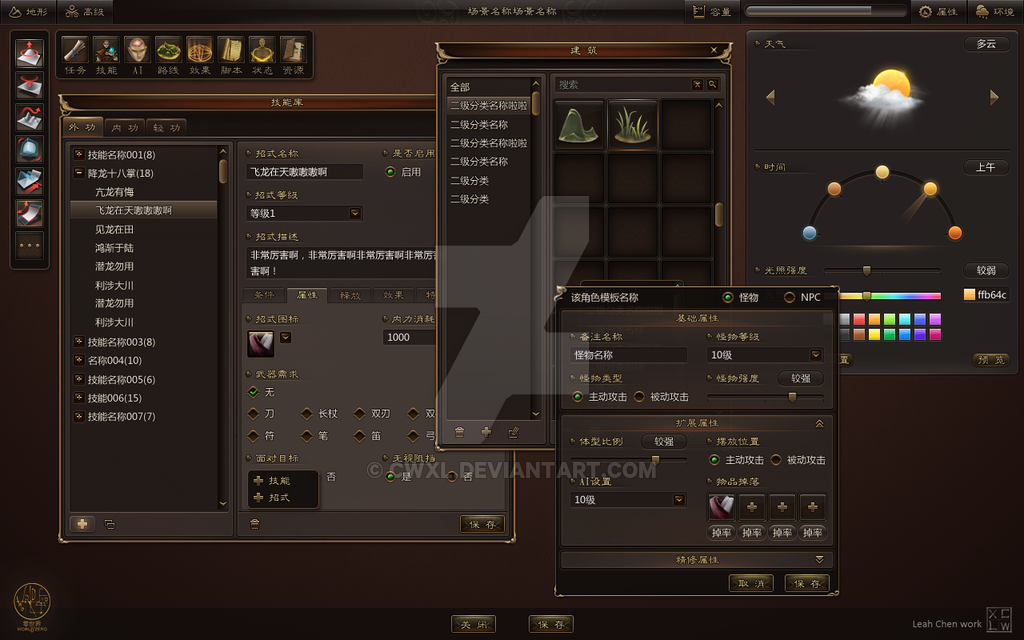 地形
高级
场景名称场景名称
容量
属性
环境
任务
技能
AI
路线
效果
脚本
状态
资源
技能库
外功
内功
轻功
技能名称001(8)
降龙十八掌(18)
亢龙有悔
飞龙在天嗷嗷嗷啊
见龙在田
鸿渐于陆
潜龙勿用
利涉大川
潜龙勿用
利涉大川
技能名称003(8)
名称004(10)
技能名称005(6)
技能006(15)
技能名称007(7)
招式名称
是否启用
飞龙在天嗷嗷嗷啊
启用
招式等级
等级1
招式描述
非常厉害啊，非常厉害啊非常厉害啊非常厉害
害啊！
条件
属性
释放
效果
特
招式图标
内力消耗
1000
武器需求
无
刀
长杖
双刃
双
符
笔
笛
弓
面对目标
无视阻挡
技能
招式
否
是
否
保存
建筑
全部
二级分类名称啦啦
二级分类名称
二级分类名称啦啦
二级分类名称
二级分类
二级分类
搜索
天气
多云
时间
上午
光照强度
较弱
ffb64c
置
预览
该角色模板名称
怪物
NPC
基础属性
备注名称
怪物等级
怪物名称
10级
怪物类型
怪物强度
较强
主动攻击
被动攻击
扩展属性
体型比例
较强
摆放位置
主动攻击
被动攻击
AI设置
物品掉落
10级
掉率
掉率
掉率
掉率
精修属性
取消
保存
关闭
保存
© CWXL.DEVIANTART.COM
零世界
WORLDZERO
Leah Chen work
XC
LW